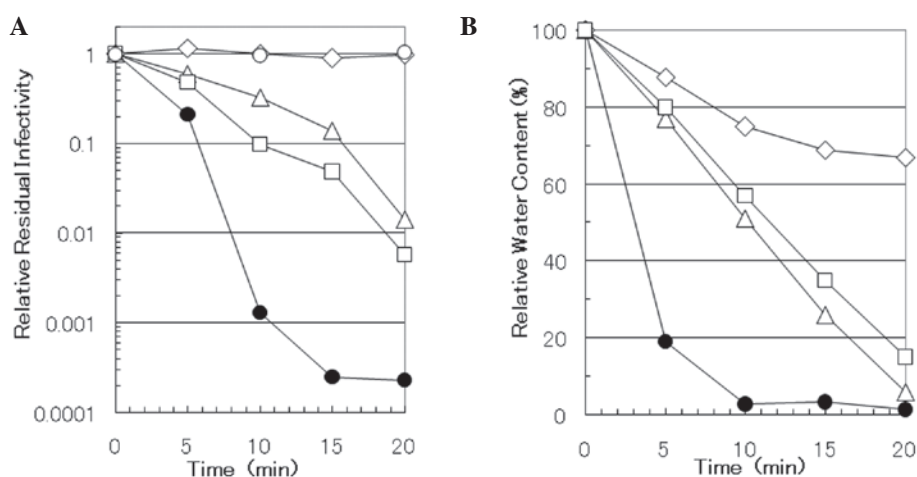 A
Relative Residual Infectivity
1
0.1
0.01
0.001
0.0001
0 5 10 15 20
Time (min)
B
Relative Water Content (%)
100
80
60
40
20
0
0 5 10 15 20
Time (min)